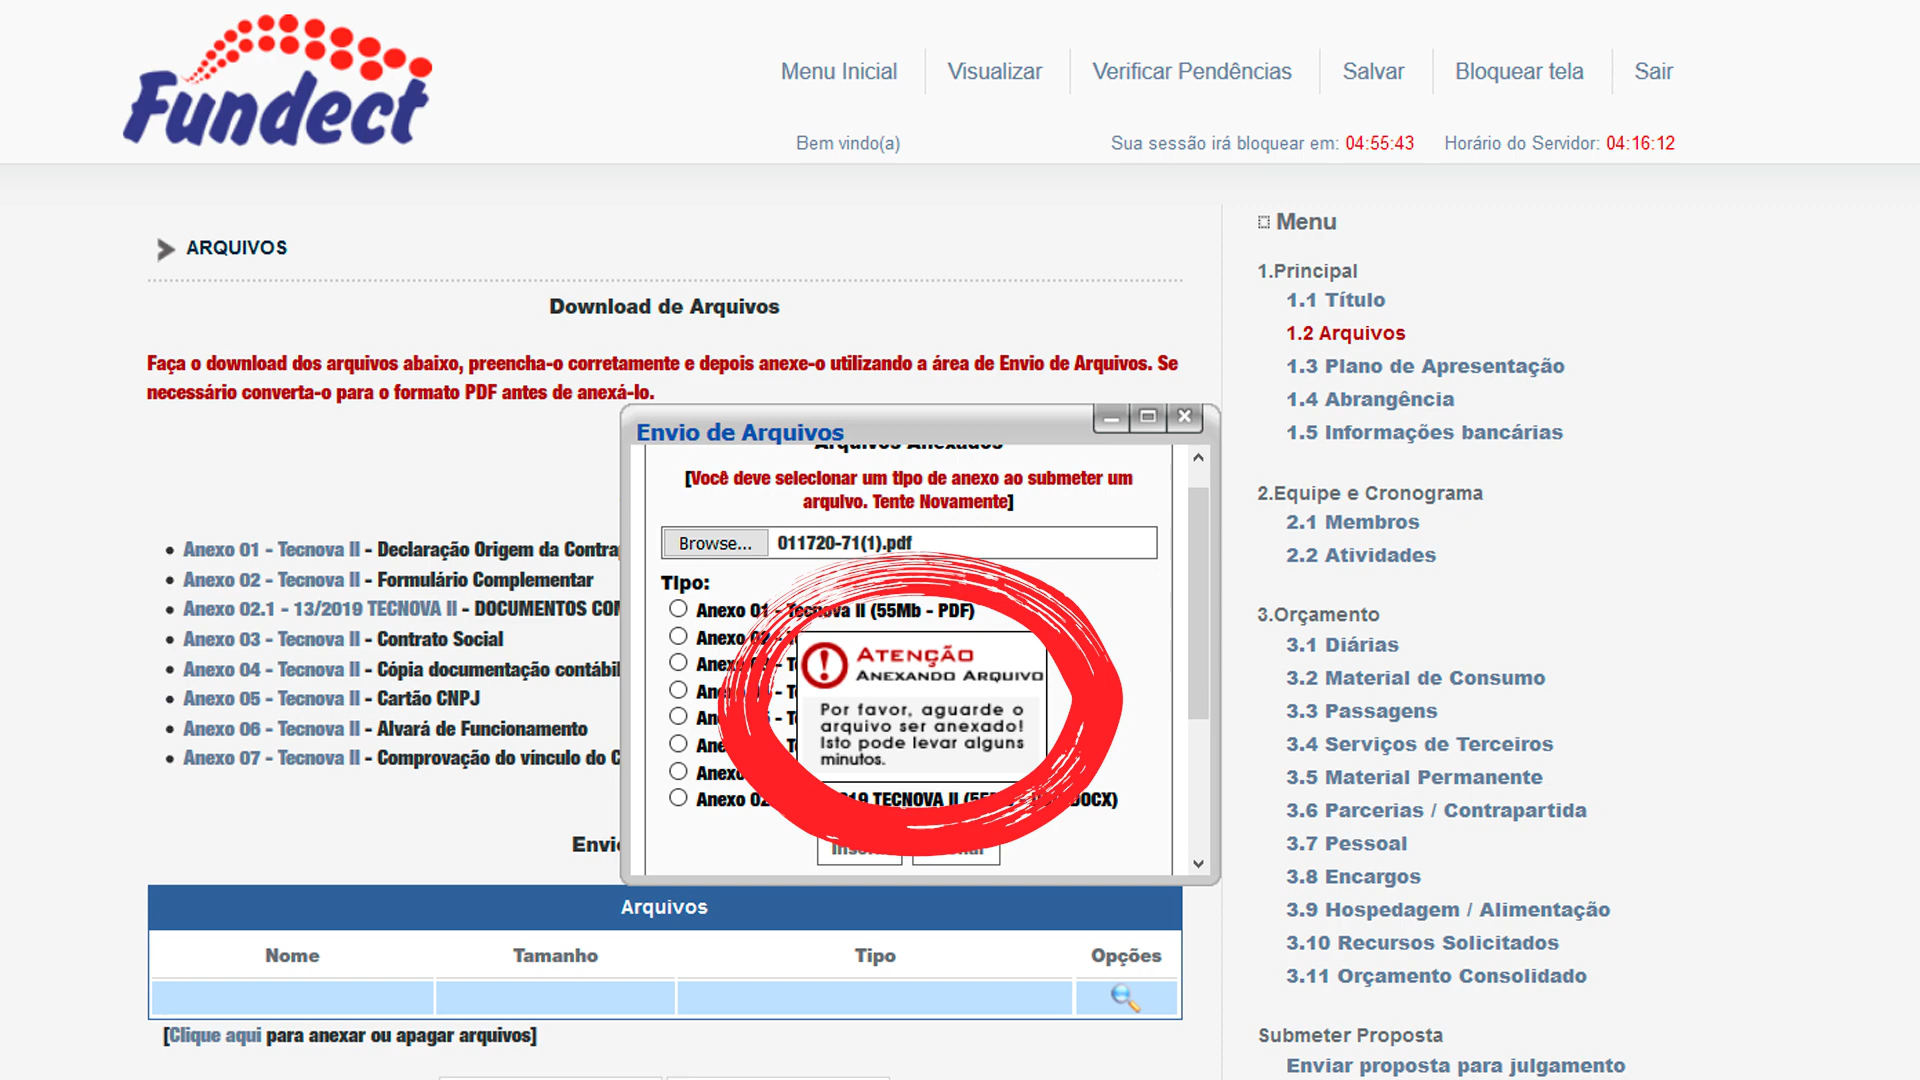 Fundect
Menu Inicial
Visualizar
Verificar Pendências
Salvar
Bloquear tela
Sair
Bem vindo(a)
Sua sessão irá bloquear em: 04:55:43
Horário do Servidor: 04:16:12
ARQUIVOS
Download de Arquivos
Faça o download dos arquivos abaixo, preencha-o corretamente e depois anexe-o utilizando a área de Envio de Arquivos. Se
necessário converta-o para o formato PDF antes de anexá-lo.
Anexo 01 - Tecnova II - Declaração Origem da
Anexo 02 - Tecnova II - Formulário Complementar
Anexo 02.1 - 13/2019 TECNOVA II - DOCUMENTOS
Anexo 03 - Tecnova II - Contrato Social
Anexo 04 - Tecnova II - Cópia documentação contábil
Anexo 05 - Tecnova II - Cartão CNPJ
Anexo 06 - Tecnova II - Alvará de Funcionamento
Anexo 07 - Tecnova II - Comprovação do vínculo do
Envio de Arquivos
Arquivos Anexados
[Você deve selecionar um tipo de anexo ao submeter um
arquivo. Tente Novamente]
Browse... 011720-71(1).pdf
Tipo:
Anexo 01 - Tecnova II (55Mb - PDF)
Anexo
Anexo
Anexo
TECNOVA II
ATENÇÃO
ANEXANDO ARQUIVO
Por favor, aguarde o
arquivo ser anexado!
Isto pode levar alguns
minutos.
Arquivos
Nome
Tamanho
Tipo
Opções
[Clique aqui para anexar ou apagar arquivos]
Menu
1.Principal
1.1 Título
1.2 Arquivos
1.3 Plano de Apresentação
1.4 Abrangência
1.5 Informações bancárias
2.Equipe e Cronograma
2.1 Membros
2.2 Atividades
3.Orçamento
3.1 Diárias
3.2 Material de Consumo
3.3 Passagens
3.4 Serviços de Terceiros
3.5 Material Permanente
3.6 Parcerias / Contrapartida
3.7 Pessoal
3.8 Encargos
3.9 Hospedagem / Alimentação
3.10 Recursos Solicitados
3.11 Orçamento Consolidado
Submeter Proposta
Enviar proposta para julgamento